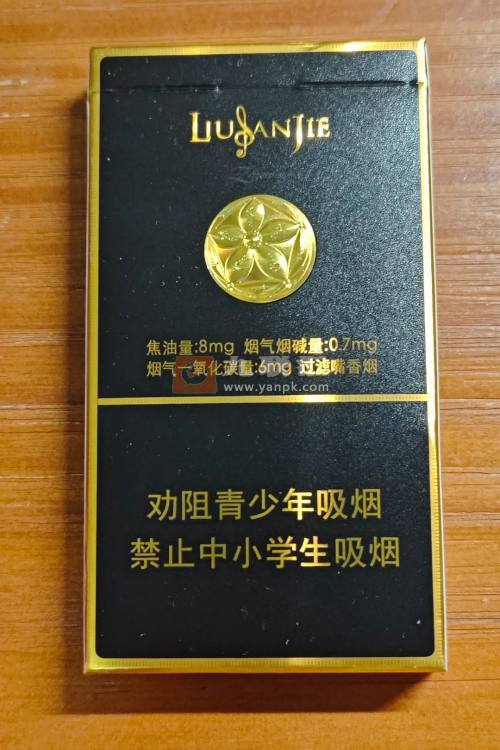 LIUSANJIE
焦油量:8mg 烟气烟碱量:0.7mg
烟气一氧化碳量:6mg 过滤嘴香烟
www.yanpk.com
劝阻青少年吸烟
禁止中小学生吸烟